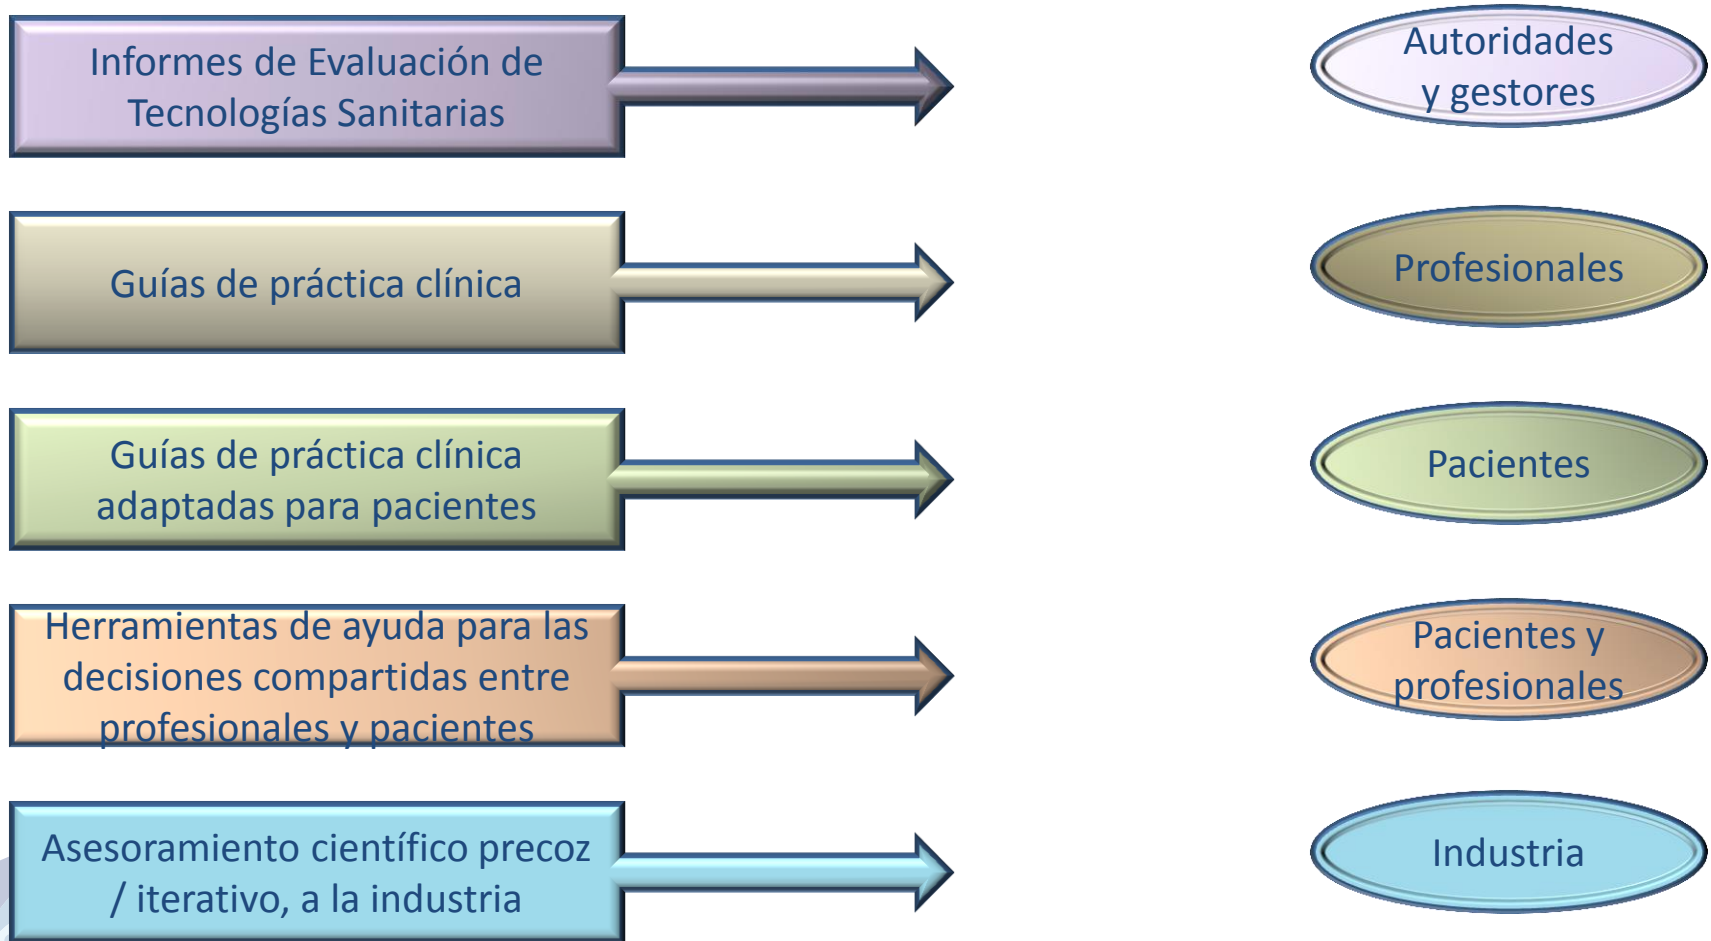 Informes de Evaluación de
Tecnologías Sanitarias
Autoridades
y gestores
Guías de práctica clínica
Profesionales
Guías de práctica clínica
adaptadas para pacientes
Pacientes
Herramientas de ayuda para las
decisiones compartidas entre
profesionales y pacientes
Pacientes y
profesionales
Asesoramiento científico precoz
/ iterativo, a la industria
Industria